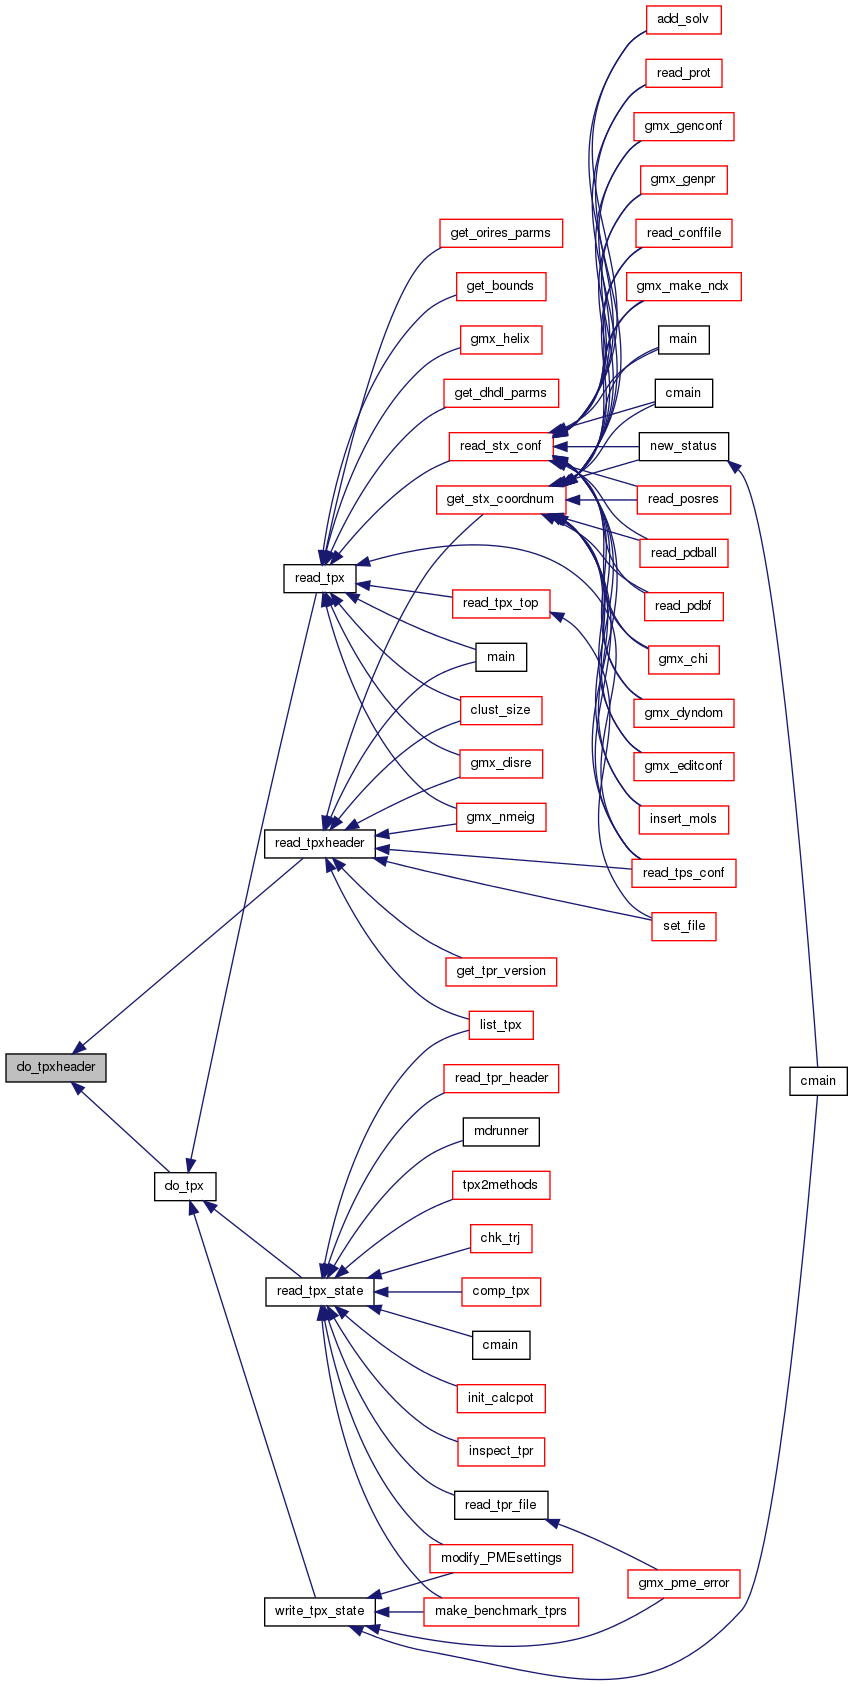 add_solv
read_prot
gmx_genconf
gmx_genpr
get_orires_parms
read_conffile
get_bounds
gmx_make_ndx
gmx_helix
main
get_dhdl_parms
cmain
read_stx_conf
new_status
get_stx_coordnum
read_posres
read_pdball
read_tpx
read_tpx_top
read_pdbf
main
gmx_chi
clust_size
gmx_dyndom
gmx_disre
gmx_editconf
gmx_nmeig
insert_mols
read_tpxheader
read_tps_conf
set_file
get_tpr_version
list_tpx
do_tpxheader
read_tpr_header
cmain
mdrunner
do_tpx
tpx2methods
chk_trj
read_tpx_state
comp_tpx
cmain
init_calcpot
inspect_tpr
read_tpr_file
modify_PMEsettings
gmx_pme_error
write_tpx_state
make_benchmark_tprs